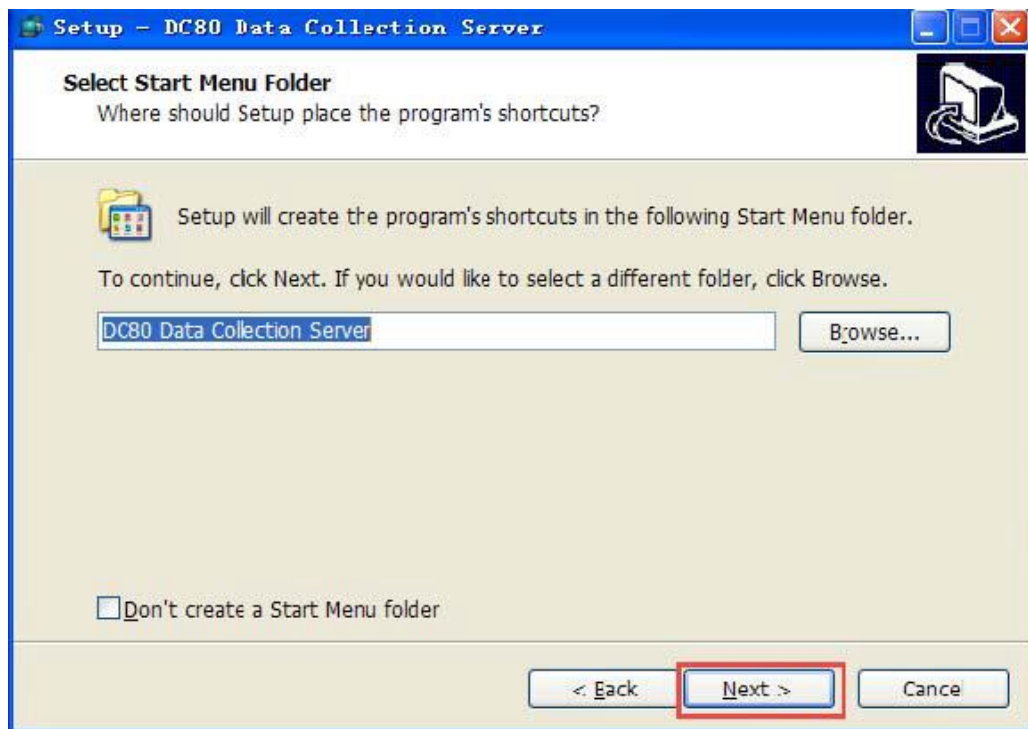 Setup - DC80 Data Collection Server
Select Start Menu Folder
Where should Setup place the program's shortcuts?
Setup will create the program's shortcuts in the following Start Menu folder.
To continue, click Next. If you would like to select a different folder, click Browse.
DC80 Data Collection Server
Browse...
Don't create a Start Menu folder
< Back
Next >
Cancel